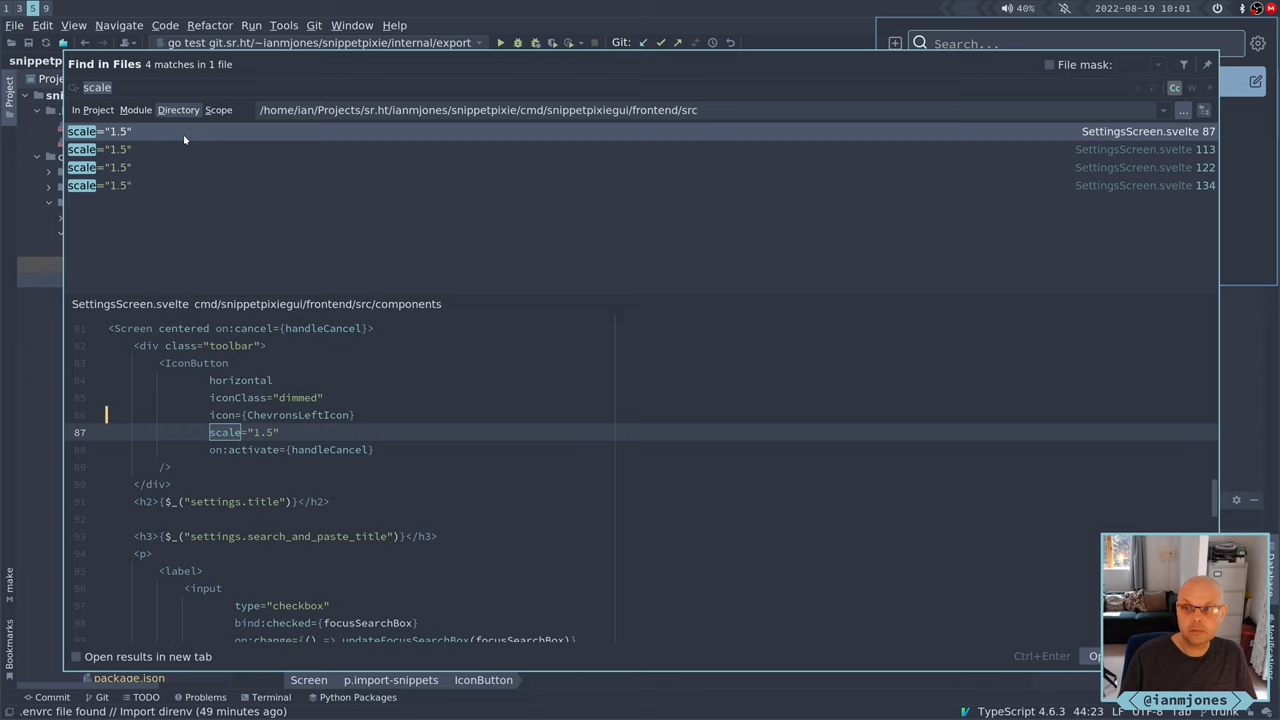 1 3 5 9
40%
2022-08-19 10:01
File Edit View Navigate Code Refactor Run Tools Git Window Help
go test git.sr.ht/~ianmjones/snippetpixie/internal/export
Git:
Search...
snippetp
Find in Files 4 matches in 1 file
File mask:
Project
Proje
scale
Cc W
In Project Module Directory Scope
/home/ian/Projects/sr.ht/ianmjones/snippetpixie/cmd/snippetpixiegui/frontend/src
...
scale="1.5" SettingsScreen.svelte 87
scale="1.5" SettingsScreen.svelte 113
scale="1.5" SettingsScreen.svelte 122
scale="1.5" SettingsScreen.svelte 134
SettingsScreen.svelte cmd/snippetpixiegui/frontend/src/components
81 <Screen centered on:cancel={handleCancel}>
82 <div class="toolbar">
83 <IconButton
84 horizontal
85 iconClass="dimmed"
86 icon={ChevronsLeftIcon}
87 scale="1.5"
88 on:activate={handleCancel}
89 />
90 </div>
91 <h2>{$_("settings.title")}</h2>
92
93 <h3>{$_("settings.search_and_paste_title")}</h3>
94 <p>
95 <label>
96 <input
97 type="checkbox"
98 bind:checked={focusSearchBox}
99 on:change={() => updateFocusSearchBox(focusSearchBox)}
Database
make
Bookmarks
Open results in new tab
Ctrl+Enter
Op
package.json
Screen p.import-snippets IconButton
Commit Git TODO Problems Terminal Python Packages
@ianmjones
.envrc file found // Import direnv (49 minutes ago)
TypeScript 4.6.3 44:23 LF UTF-8 Tab trunk